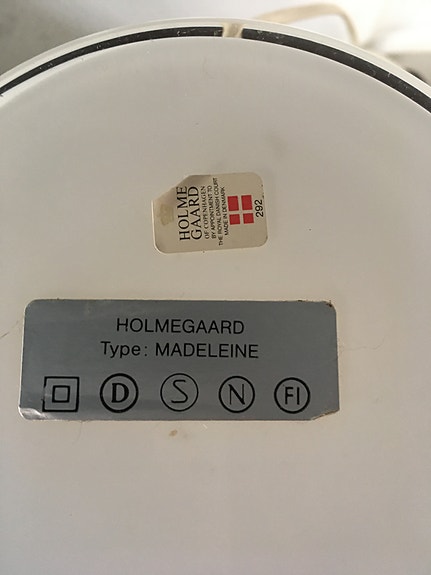 HOLME
GAARD
OF COPENHAGEN
BY APPOINTMENT TO
THE ROYAL DANISH COURT
MADE IN DENMARK
292
HOLMEGAARD
Type: MADELEINE
D S N FI